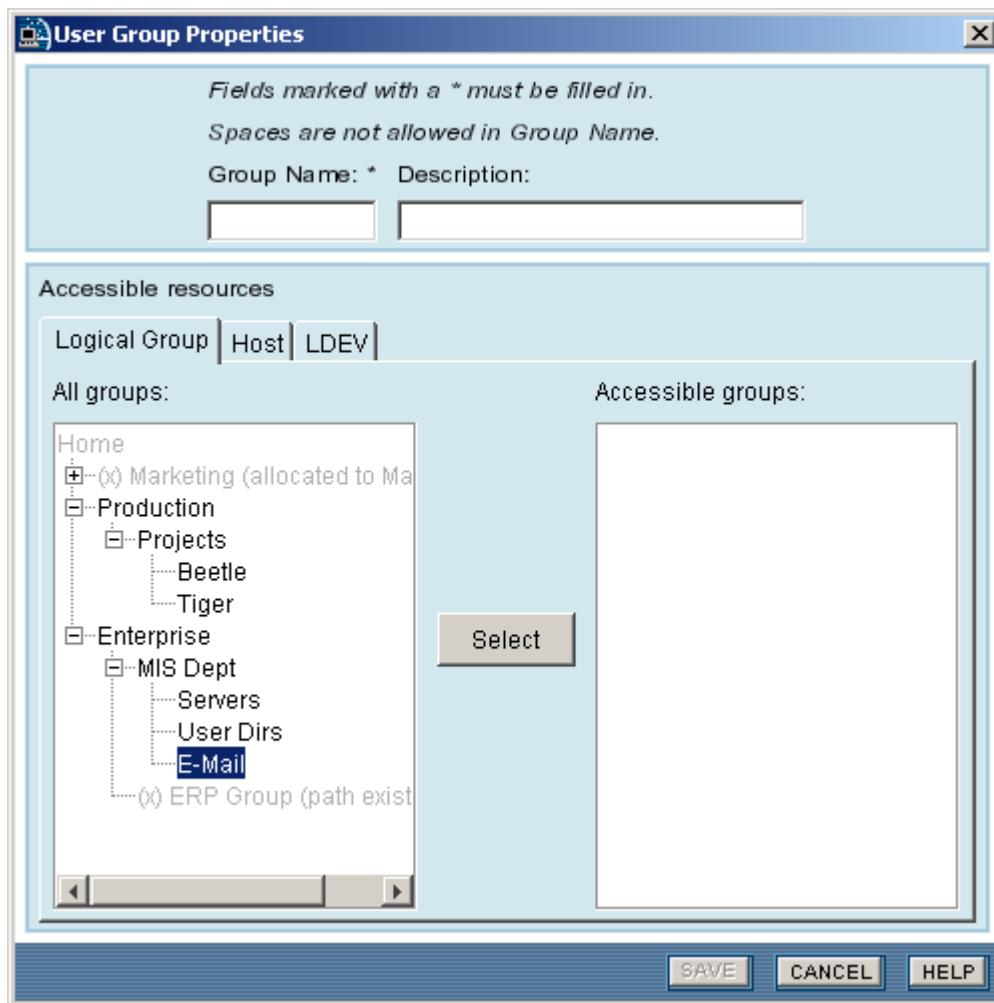 User Group Properties
Fields marked with a * must be filled in.
Spaces are not allowed in Group Name.
Group Name: * Description:
Accessible resources
Logical Group Host LDEV
All groups: Accessible groups:
Home
(x) Marketing (allocated to Ma
Production
Projects
Beetle
Tiger
Enterprise
Select
MIS Dept
Servers
User Dirs
E-Mail
(x) ERP Group (path exist
SAVE CANCEL HELP